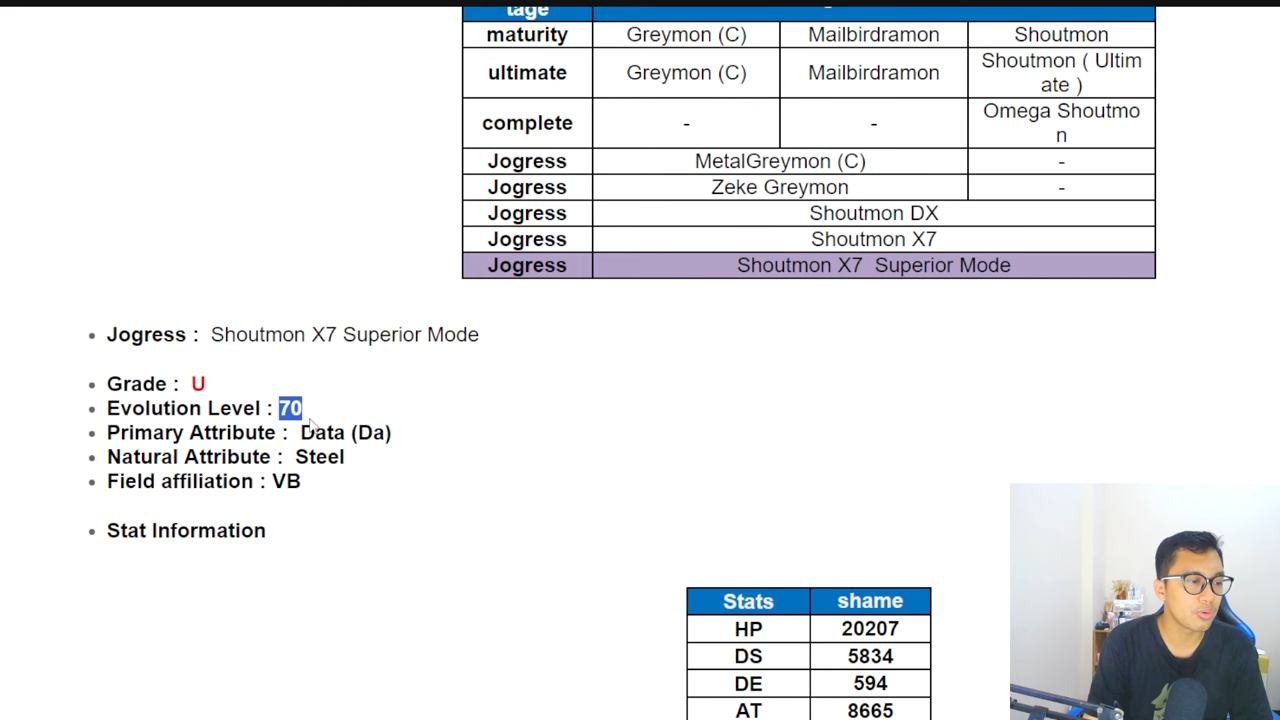 tage
maturity Greymon (C) Mailbirdramon Shoutmon
ultimate Greymon (C) Mailbirdramon Shoutmon ( Ultim
ate )
complete - - Omega Shoutmo
n
Jogress MetalGreymon (C) -
Jogress Zeke Greymon -
Jogress Shoutmon DX
Jogress Shoutmon X7
Jogress Shoutmon X7 Superior Mode
• Jogress : Shoutmon X7 Superior Mode
• Grade : U
• Evolution Level : 70
• Primary Attribute : Data (Da)
• Natural Attribute : Steel
• Field affiliation : VB
• Stat Information
Stats shame
HP 20207
DS 5834
DE 594
AT 8665